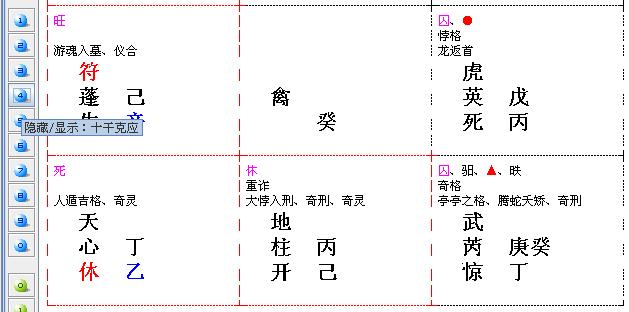 1
2
3
4
6
7
8
9
0
0
旺
游魂入墓、仪合
符
蓬 己
隐藏/显示：十干克应
禽
癸
囚、●
悖格
龙返首
虎
英 戊
死 丙
死
人遁吉格、奇灵
天
心 丁
休 乙
休
重诈
大悖入刑、奇刑、奇灵
地
柱 丙
开 己
囚、驲、▲、昳
奇格
亭亭之格、腾蛇夭矫、奇刑
武
芮 庚癸
惊 丁